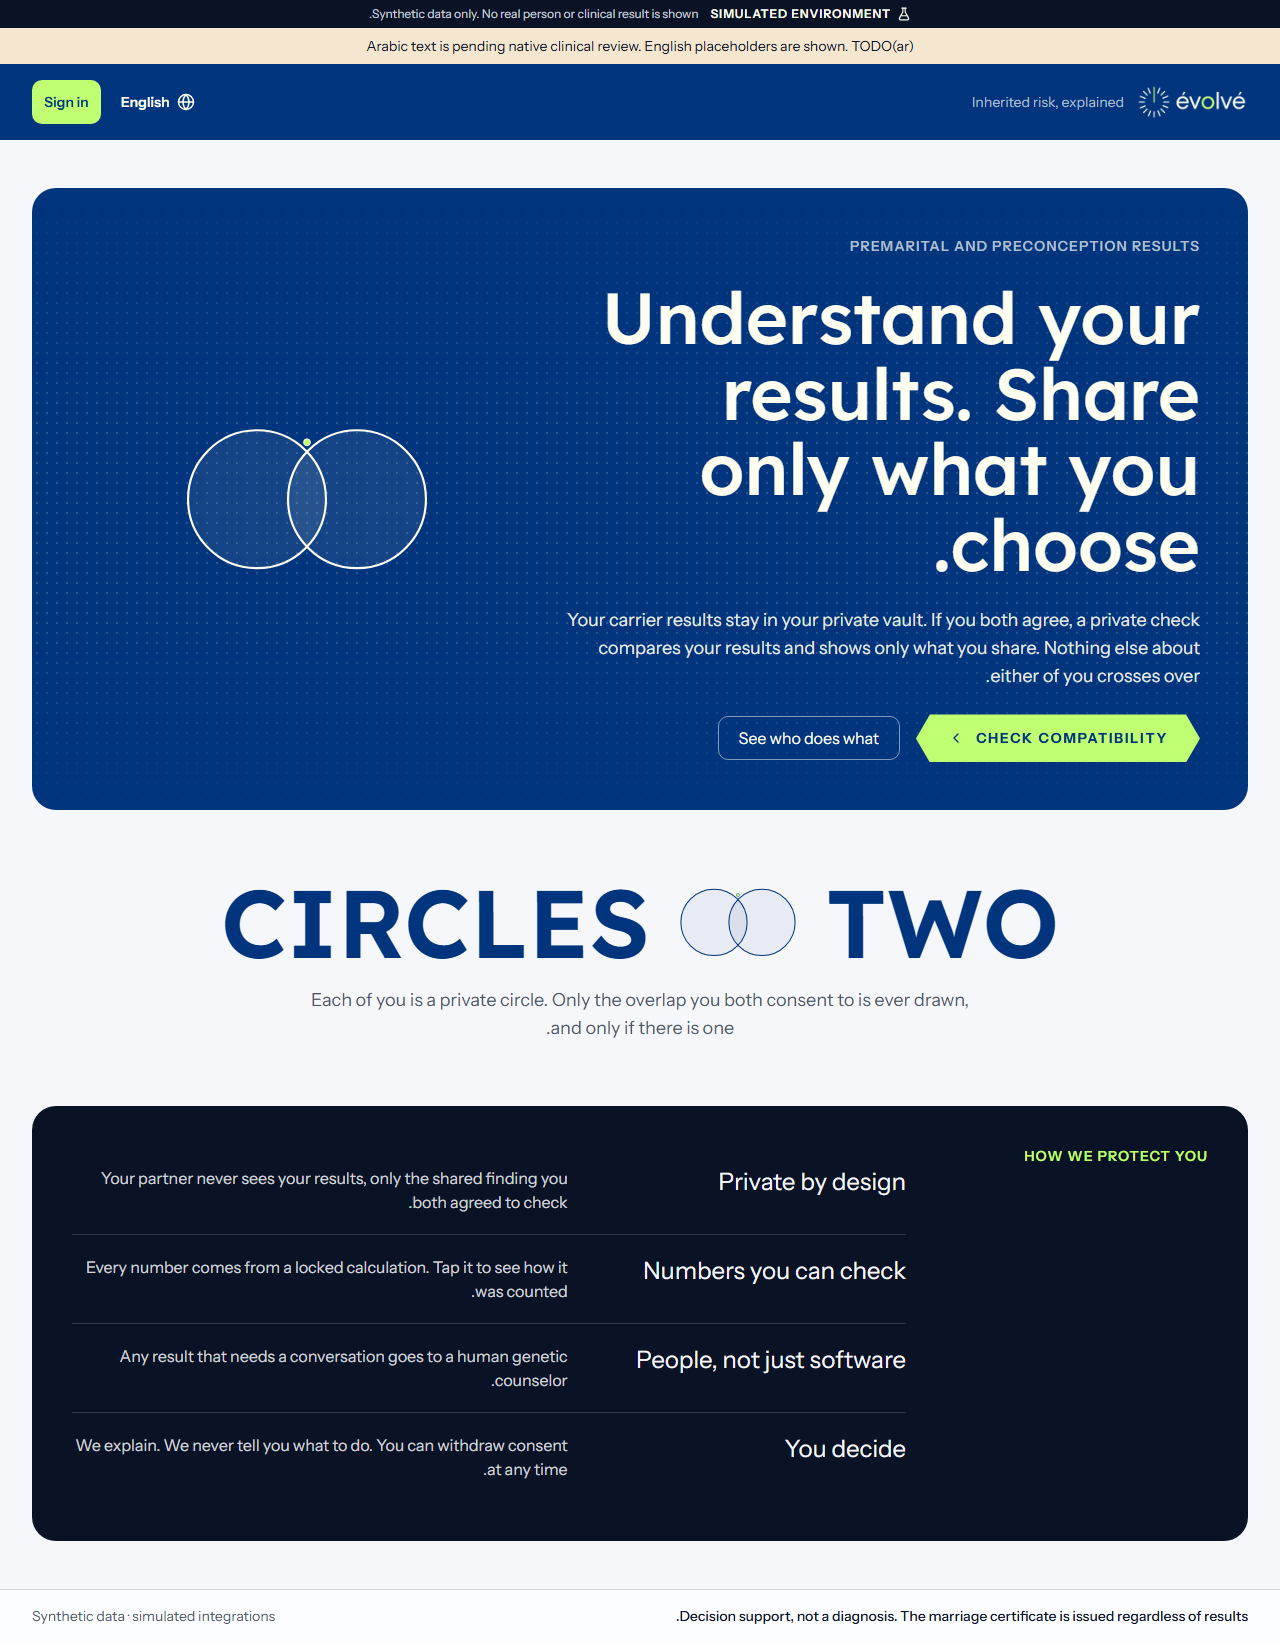 SIMULATED ENVIRONMENT Synthetic data only. No real person or clinical result is shown.
Arabic text is pending native clinical review. English placeholders are shown. TODO(ar)
évolvé
Inherited risk, explained
English
Sign in
PREMARITAL AND PRECONCEPTION RESULTS
Understand your
results. Share
only what you
choose.
Your carrier results stay in your private vault. If you both agree, a private check
compares your results and shows only what you share. Nothing else about
either of you crosses over.
CHECK COMPATIBILITY
See who does what
TWO CIRCLES
Each of you is a private circle. Only the overlap you both consent to is ever drawn,
and only if there is one.
HOW WE PROTECT YOU
Private by design
Your partner never sees your results, only the shared finding you
both agreed to check.
Numbers you can check
Every number comes from a locked calculation. Tap it to see how it
was counted.
People, not just software
Any result that needs a conversation goes to a human genetic
counselor.
You decide
We explain. We never tell you what to do. You can withdraw consent
at any time.
Decision support, not a diagnosis. The marriage certificate is issued regardless of results.
Synthetic data · simulated integrations